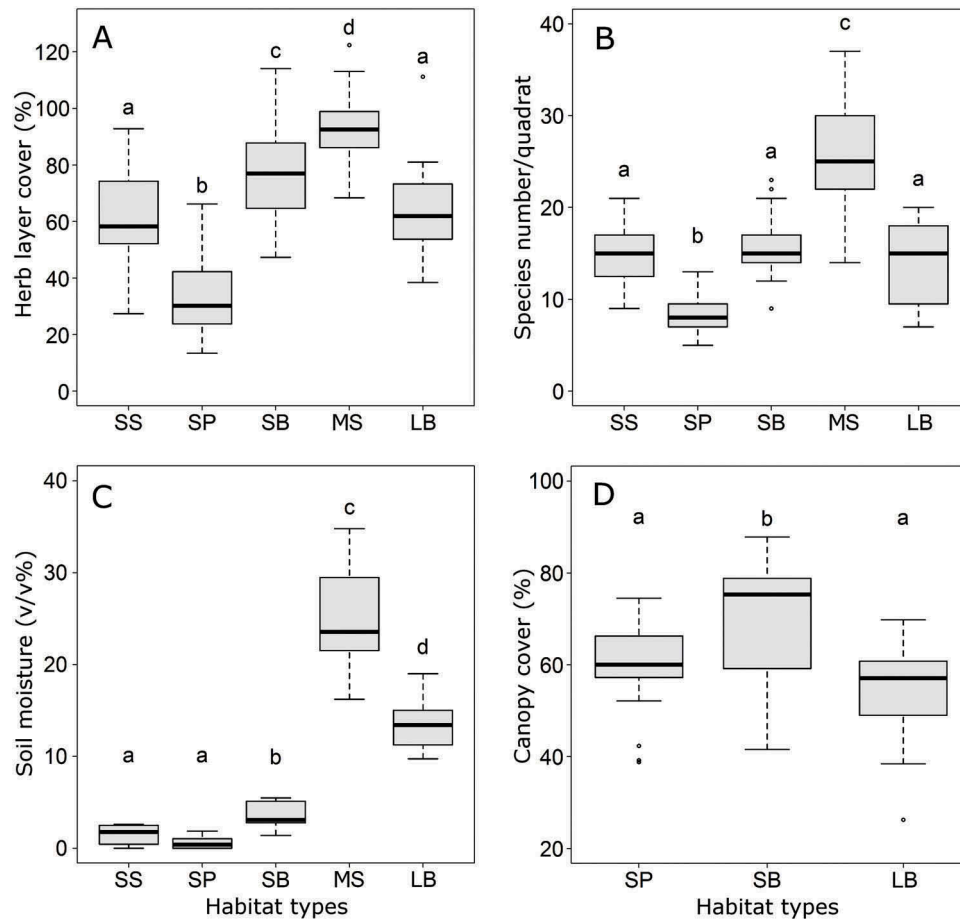 A
Herb layer cover (%)
120
100
80
60
40
20
0
a
b
c
d
a
SS SP SB MS LB
B
Species number/quadrat
40
30
20
10
0
a
b
a
c
a
SS SP SB MS LB
C
Soil moisture (v/v%)
40
30
20
10
0
a
a
b
c
d
SS SP SB MS LB
Habitat types
D
Canopy cover (%)
100
80
60
40
20
a
b
a
SP SB LB
Habitat types